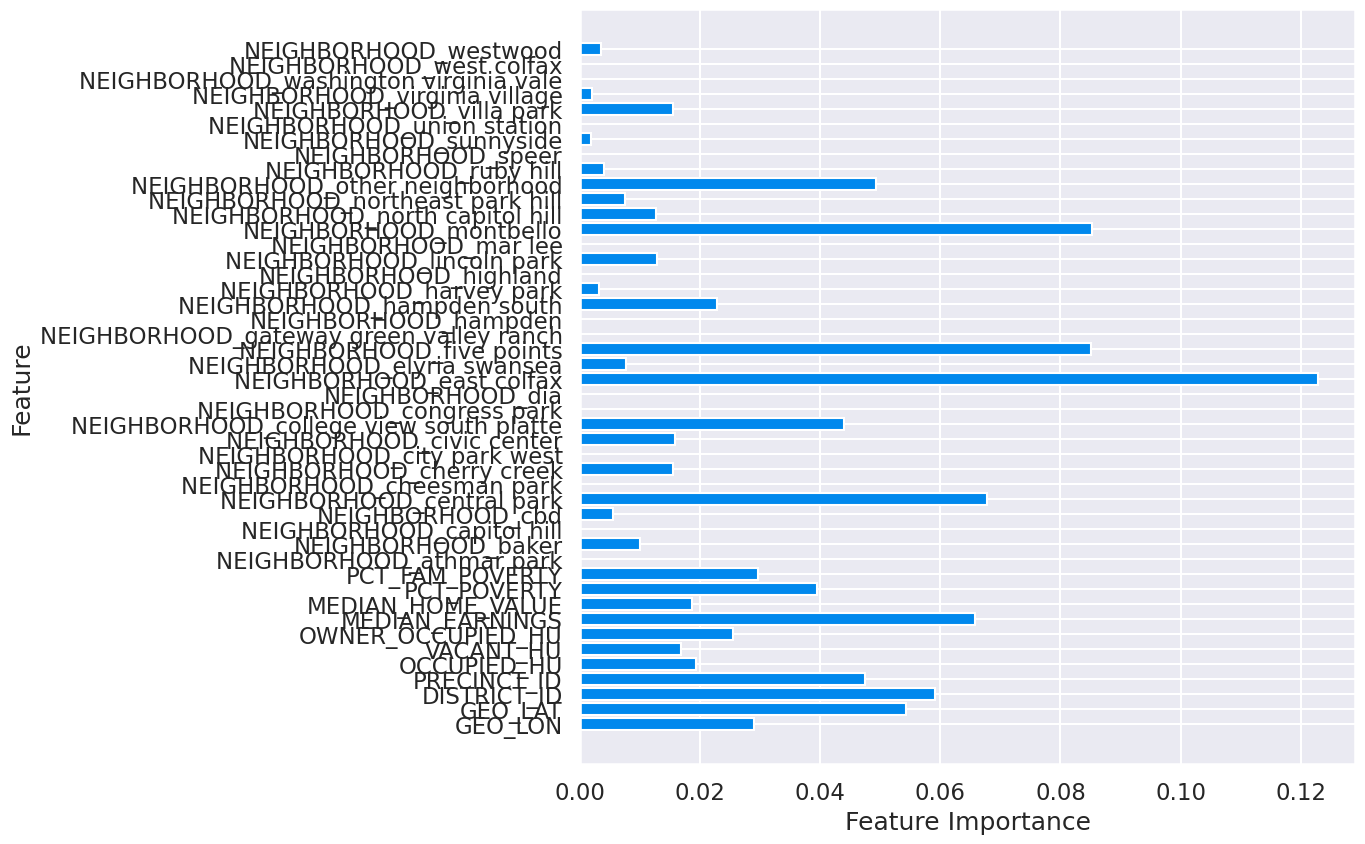 NEIGHBORHOOD_westwood
NEIGHBORHOOD_west colfax
NEIGHBORHOOD_washington virginia vale
NEIGHBORHOOD_virginia village
NEIGHBORHOOD_villa park
NEIGHBORHOOD_union station
NEIGHBORHOOD_sunnyside
NEIGHBORHOOD_speer
NEIGHBORHOOD_ruby hill
NEIGHBORHOOD_other neighborhood
NEIGHBORHOOD_northeast park hill
NEIGHBORHOOD_north capitol hill
NEIGHBORHOOD_montbello
NEIGHBORHOOD_mar lee
NEIGHBORHOOD_lincoln park
NEIGHBORHOOD_highland
NEIGHBORHOOD_harvey park
NEIGHBORHOOD_hampden south
NEIGHBORHOOD_hampden
NEIGHBORHOOD_gateway green valley ranch
NEIGHBORHOOD_five points
NEIGHBORHOOD_elyria swansea
NEIGHBORHOOD_east colfax
NEIGHBORHOOD_dia
NEIGHBORHOOD_congress park
NEIGHBORHOOD_college view south platte
NEIGHBORHOOD_civic center
NEIGHBORHOOD_city park west
NEIGHBORHOOD_cherry creek
NEIGHBORHOOD_cheesman park
NEIGHBORHOOD_central park
NEIGHBORHOOD_cbd
NEIGHBORHOOD_capitol hill
NEIGHBORHOOD_baker
NEIGHBORHOOD_athmar park
PCT_FAM_POVERTY
PCT_POVERTY
MEDIAN_HOME_VALUE
MEDIAN_EARNINGS
OWNER_OCCUPIED_HU
VACANT_HU
OCCUPIED_HU
PRECINCT_ID
DISTRICT_ID
GEO_LAT
GEO_LON
Feature
0.00 0.02 0.04 0.06 0.08 0.10 0.12
Feature Importance